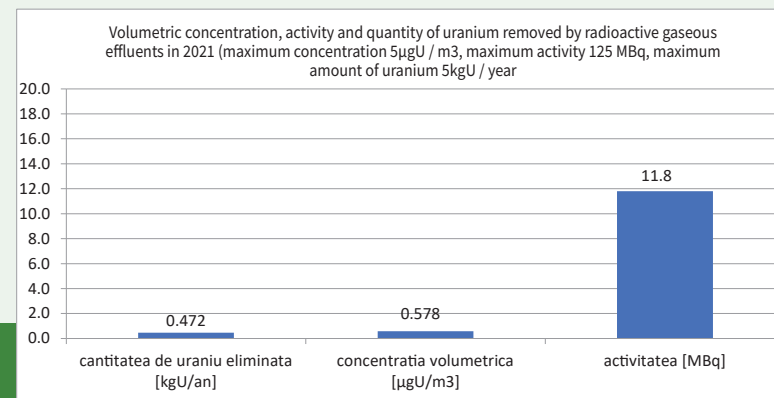 Volumetric concentration, activity and quantity of uranium removed by radioactive gaseous
effluents in 2021 (maximum concentration 5µgU / m3, maximum activity 125 MBq, maximum
amount of uranium 5kgU / year
20.0
18.0
16.0
14.0
12.0
10.0
8.0
6.0
4.0
2.0
0.0
0.472
0.578
11.8
cantitatea de uraniu eliminata
[kgU/an]
concentratia volumetrica
[µgU/m3]
activitatea [MBq]